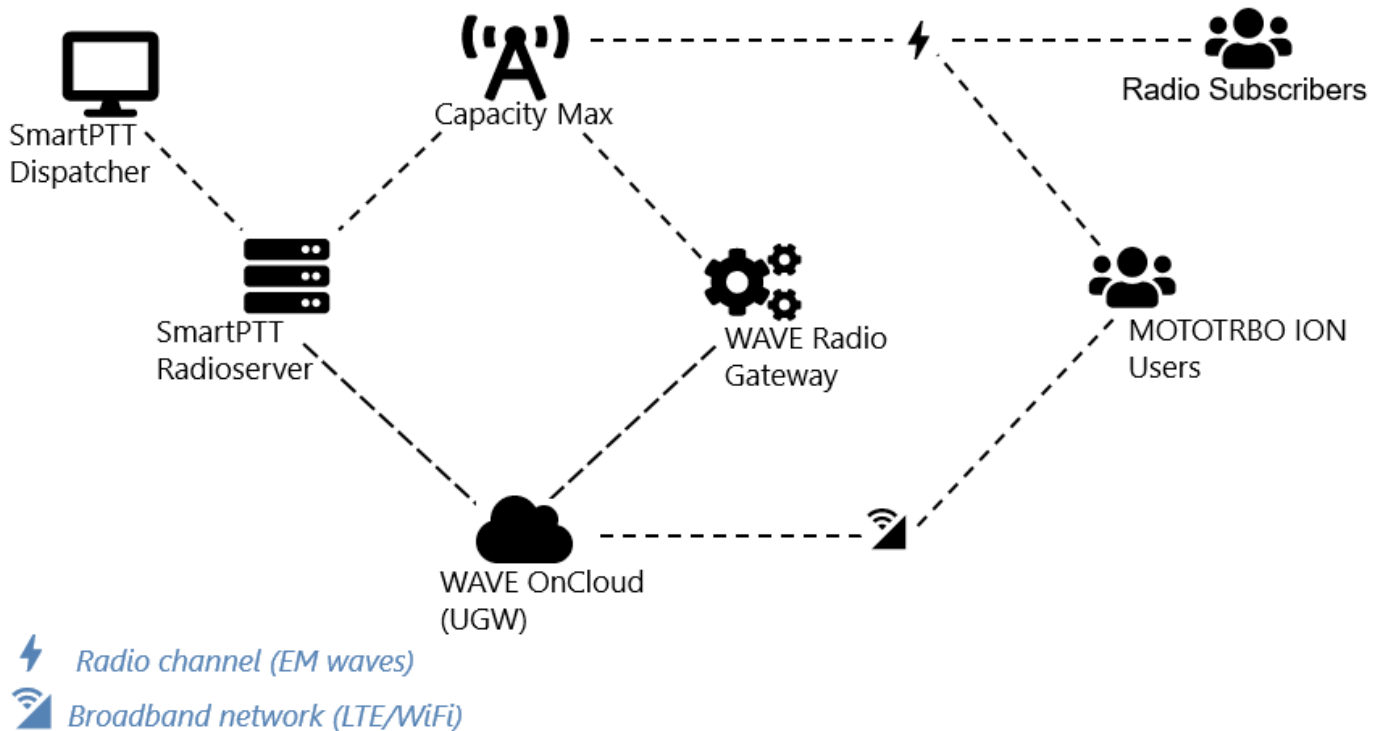 SmartPTT
Dispatcher
Capacity Max
Radio Subscribers
SmartPTT
Radioserver
WAVE Radio
Gateway
MOTOTRBO ION
Users
WAVE OnCloud
(UGW)
Radio channel (EM waves)
Broadband network (LTE/WiFi)